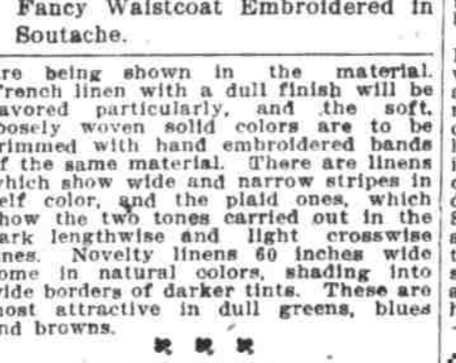 Fancy Waistcoat Embroidered in
Soutache.
re being shown in the material.
rench linen with a dull finish will be
avored particularly, and the soft,
oosely woven solid colors are to be
rimmed with hand embroidered bands
f the same material. There are linens
which show wide and narrow stripes in
elf color, and the plaid ones, which
how the two tones carried out in the
ark lengthwise and light crosswise
ines. Novelty linens 60 inches wide
ome in natural colors, shading into
wide borders of darker tints. These are
most attractive in dull greens, blues
nd browns.